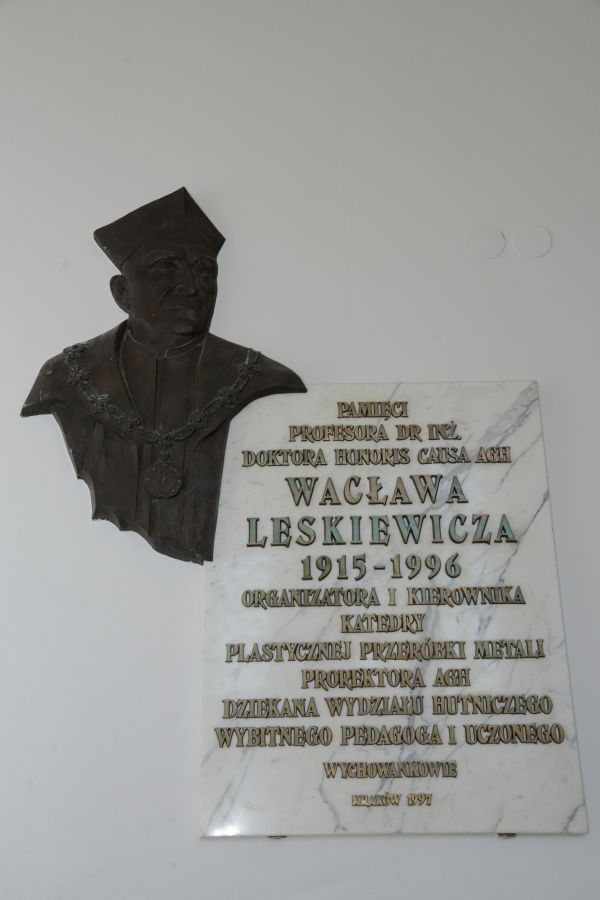 PAMIĘCI
PROFESORA DR INŻ.
DOKTORA HONORIS CAUSA AGH
WACŁAWA
LESKIEWICZA
1915-1996
ORGANIZATORA I KIEROWNIKA
KATEDRY
PLASTYCZNEJ PRZERÓBKI METALI
PROREKTORA AGH
DZIEKANA WYDZIAŁU HUTNICZEGO
WYBITNEGO PEDAGOGA I UCZONEGO
WYCHOWANKOWIE
KRAKÓW 1997